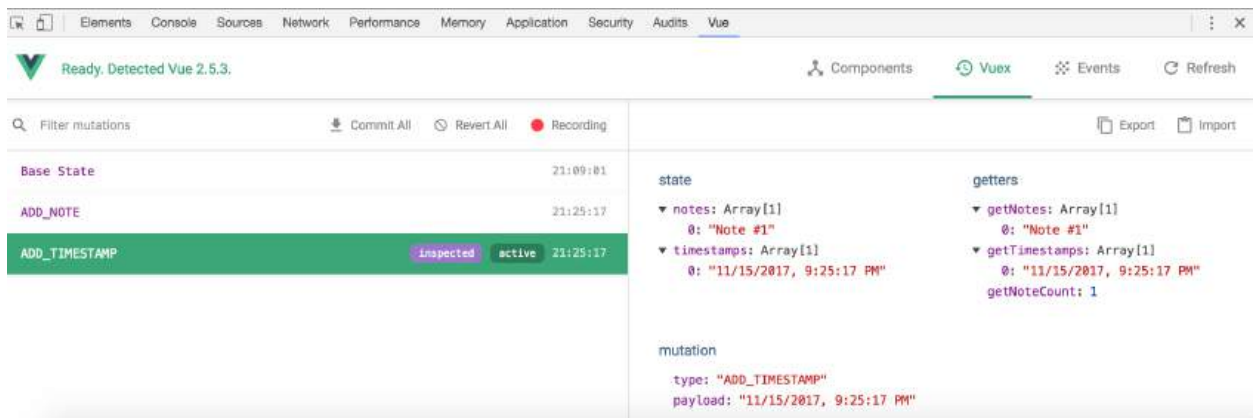 Elements Console Sources Network Performance Memory Application Security Audits Vue
Ready. Detected Vue 2.5.3.
Components Vuex Events Refresh
Filter mutations Commit All Revert All Recording
Export Import
Base State 21:09:01
ADD_NOTE 21:25:17
ADD_TIMESTAMP inspected active 21:25:17
state
notes: Array[1]
0: "Note #1"
timestamps: Array[1]
0: "11/15/2017, 9:25:17 PM"
getters
getNotes: Array[1]
0: "Note #1"
getTimestamps: Array[1]
0: "11/15/2017, 9:25:17 PM"
getNoteCount: 1
mutation
type: "ADD_TIMESTAMP"
payload: "11/15/2017, 9:25:17 PM"